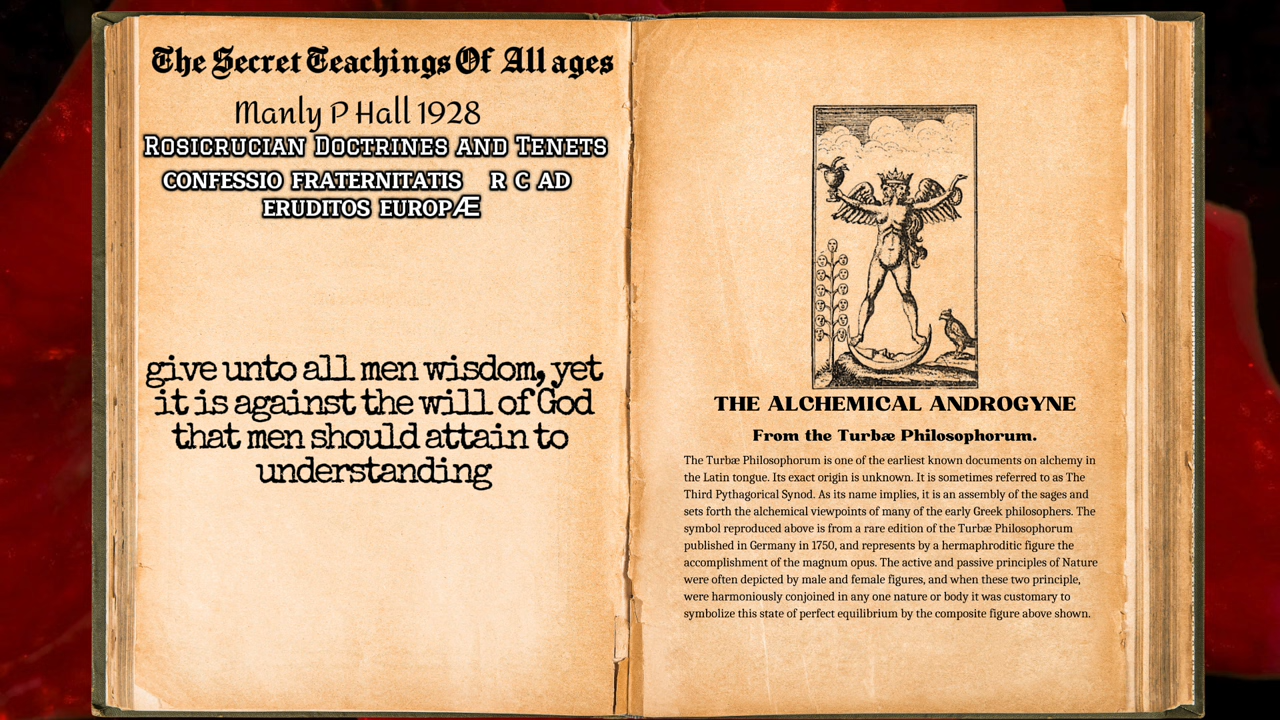 The Secret Teachings Of All ages
Manly P Hall 1928
ROSICRUCIAN DOCTRINES AND TENETS
CONFESSIO FRATERNITATIS R C AD
ERUDITOS EUROPÆ
give unto all men wisdom, yet
it is against the will of God
that men should attain to
understanding
THE ALCHEMICAL ANDROGYNE
From the Turbæ Philosophorum.
The Turbæ Philosophorum is one of the earliest known documents on alchemy in
the Latin tongue. Its exact origin is unknown. It is sometimes referred to as The
Third Pythagorical Synod. As its name implies, it is an assembly of the sages and
sets forth the alchemical viewpoints of many of the early Greek philosophers. The
symbol reproduced above is from a rare edition of the Turbæ Philosophorum
published in Germany in 1750, and represents by a hermaphroditic figure the
accomplishment of the magnum opus. The active and passive principles of Nature
were often depicted by male and female figures, and when these two principle,
were harmoniously conjoined in any one nature or body it was customary to
symbolize this state of perfect equilibrium by the composite figure above shown.